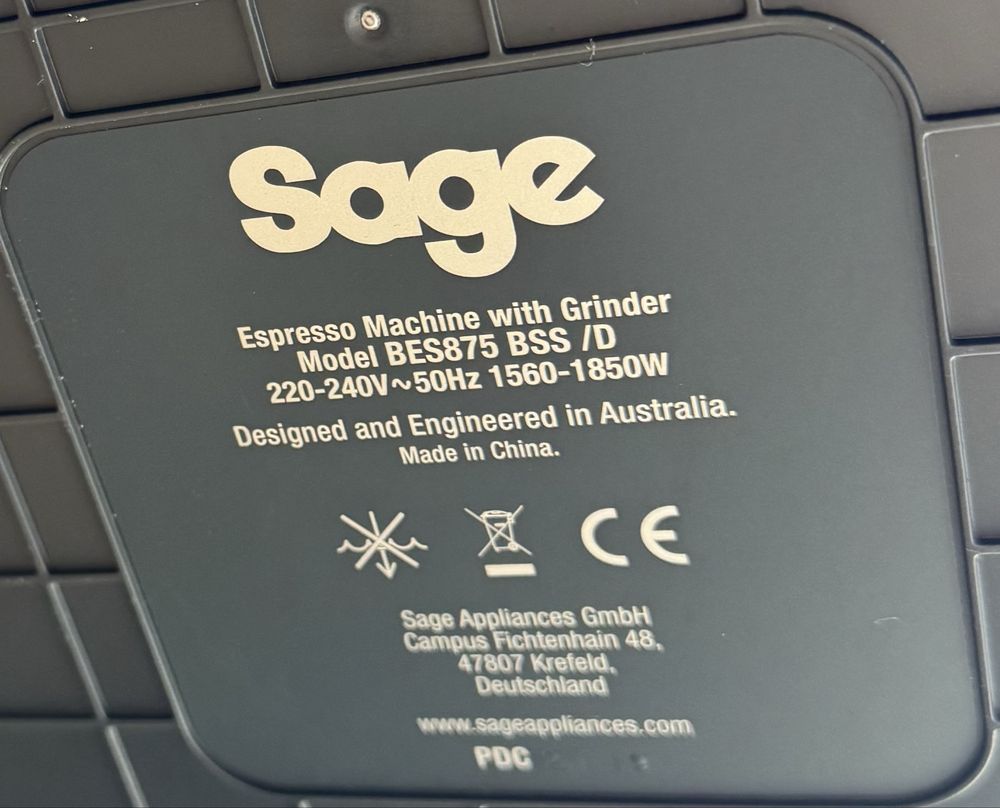 Sage
Espresso Machine with Grinder
Model BES875 BSS /D
220-240V~50Hz 1560-1850W
Designed and Engineered in Australia.
Made in China.
CE
Sage Appliances GmbH
Campus Fichtenhain 48,
47807 Krefeld,
Deutschland
www.sageappliances.com
PDC